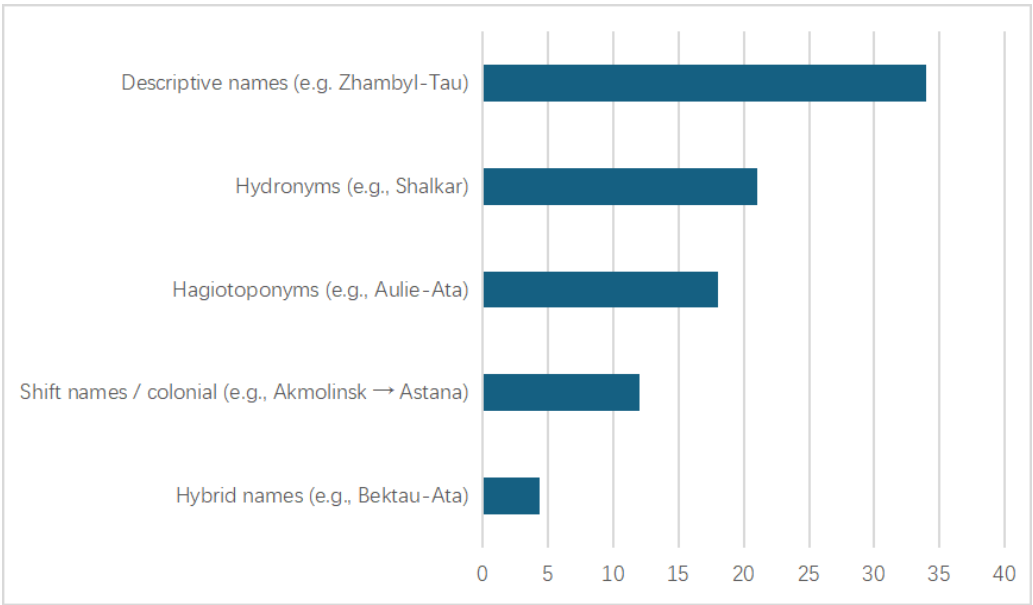 Descriptive names (e.g. Zhambyl-Tau)
Hydronyms (e.g., Shalkar)
Hagiotoponyms (e.g., Aulie-Ata)
Shift names / colonial (e.g., Akmolinsk → Astana)
Hybrid names (e.g., Bektau-Ata)
0 5 10 15 20 25 30 35 40